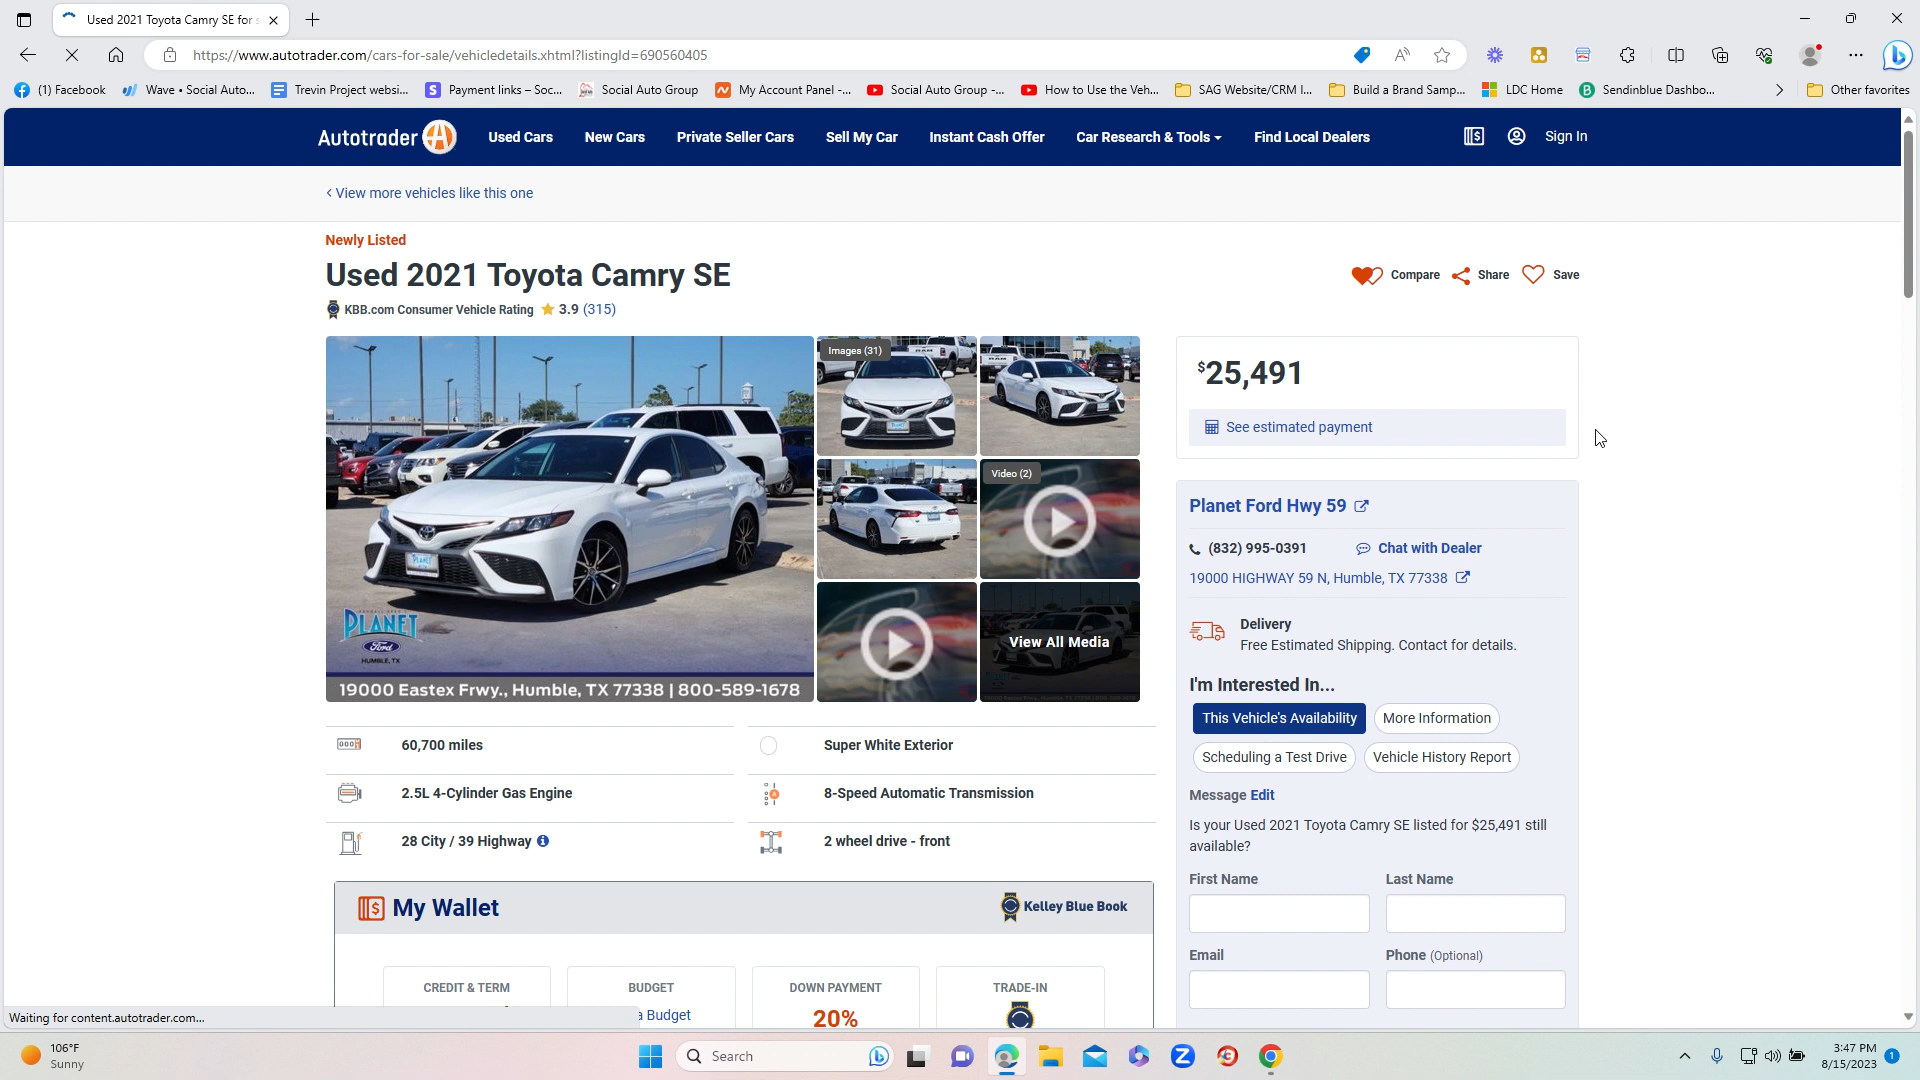 Used 2021 Toyota Camry SE for s
https://www.autotrader.com/cars-for-sale/vehicledetails.xhtml?listingId=690560405
(1) Facebook
Wave • Social Auto...
Trevin Project websi...
Payment links – Soc...
Social Auto Group
My Account Panel -...
Social Auto Group -...
How to Use the Veh...
SAG Website/CRM I...
Build a Brand Samp...
LDC Home
Sendinblue Dashbo...
Other favorites
Autotrader
Used Cars
New Cars
Private Seller Cars
Sell My Car
Instant Cash Offer
Car Research & Tools
Find Local Dealers
Sign In
< View more vehicles like this one
Newly Listed
Used 2021 Toyota Camry SE
Compare
Share
Save
KBB.com Consumer Vehicle Rating 3.9 (315)
Images (31)
Video (2)
View All Media
PLANET
Ford
HUMBLE, TX
19000 Eastex Frwy., Humble, TX 77338 | 800-589-1678
$25,491
See estimated payment
Planet Ford Hwy 59
(832) 995-0391
Chat with Dealer
19000 HIGHWAY 59 N, Humble, TX 77338
Delivery
Free Estimated Shipping. Contact for details.
I'm Interested In...
This Vehicle's Availability
More Information
Scheduling a Test Drive
Vehicle History Report
Message Edit
Is your Used 2021 Toyota Camry SE listed for $25,491 still
available?
First Name
Last Name
Email
Phone (Optional)
60,700 miles
Super White Exterior
2.5L 4-Cylinder Gas Engine
8-Speed Automatic Transmission
28 City / 39 Highway
2 wheel drive - front
My Wallet
Kelley Blue Book
CREDIT & TERM
BUDGET
DOWN PAYMENT
TRADE-IN
a Budget
20%
Waiting for content.autotrader.com...
106°F
Sunny
Search
3:47 PM
8/15/2023
1